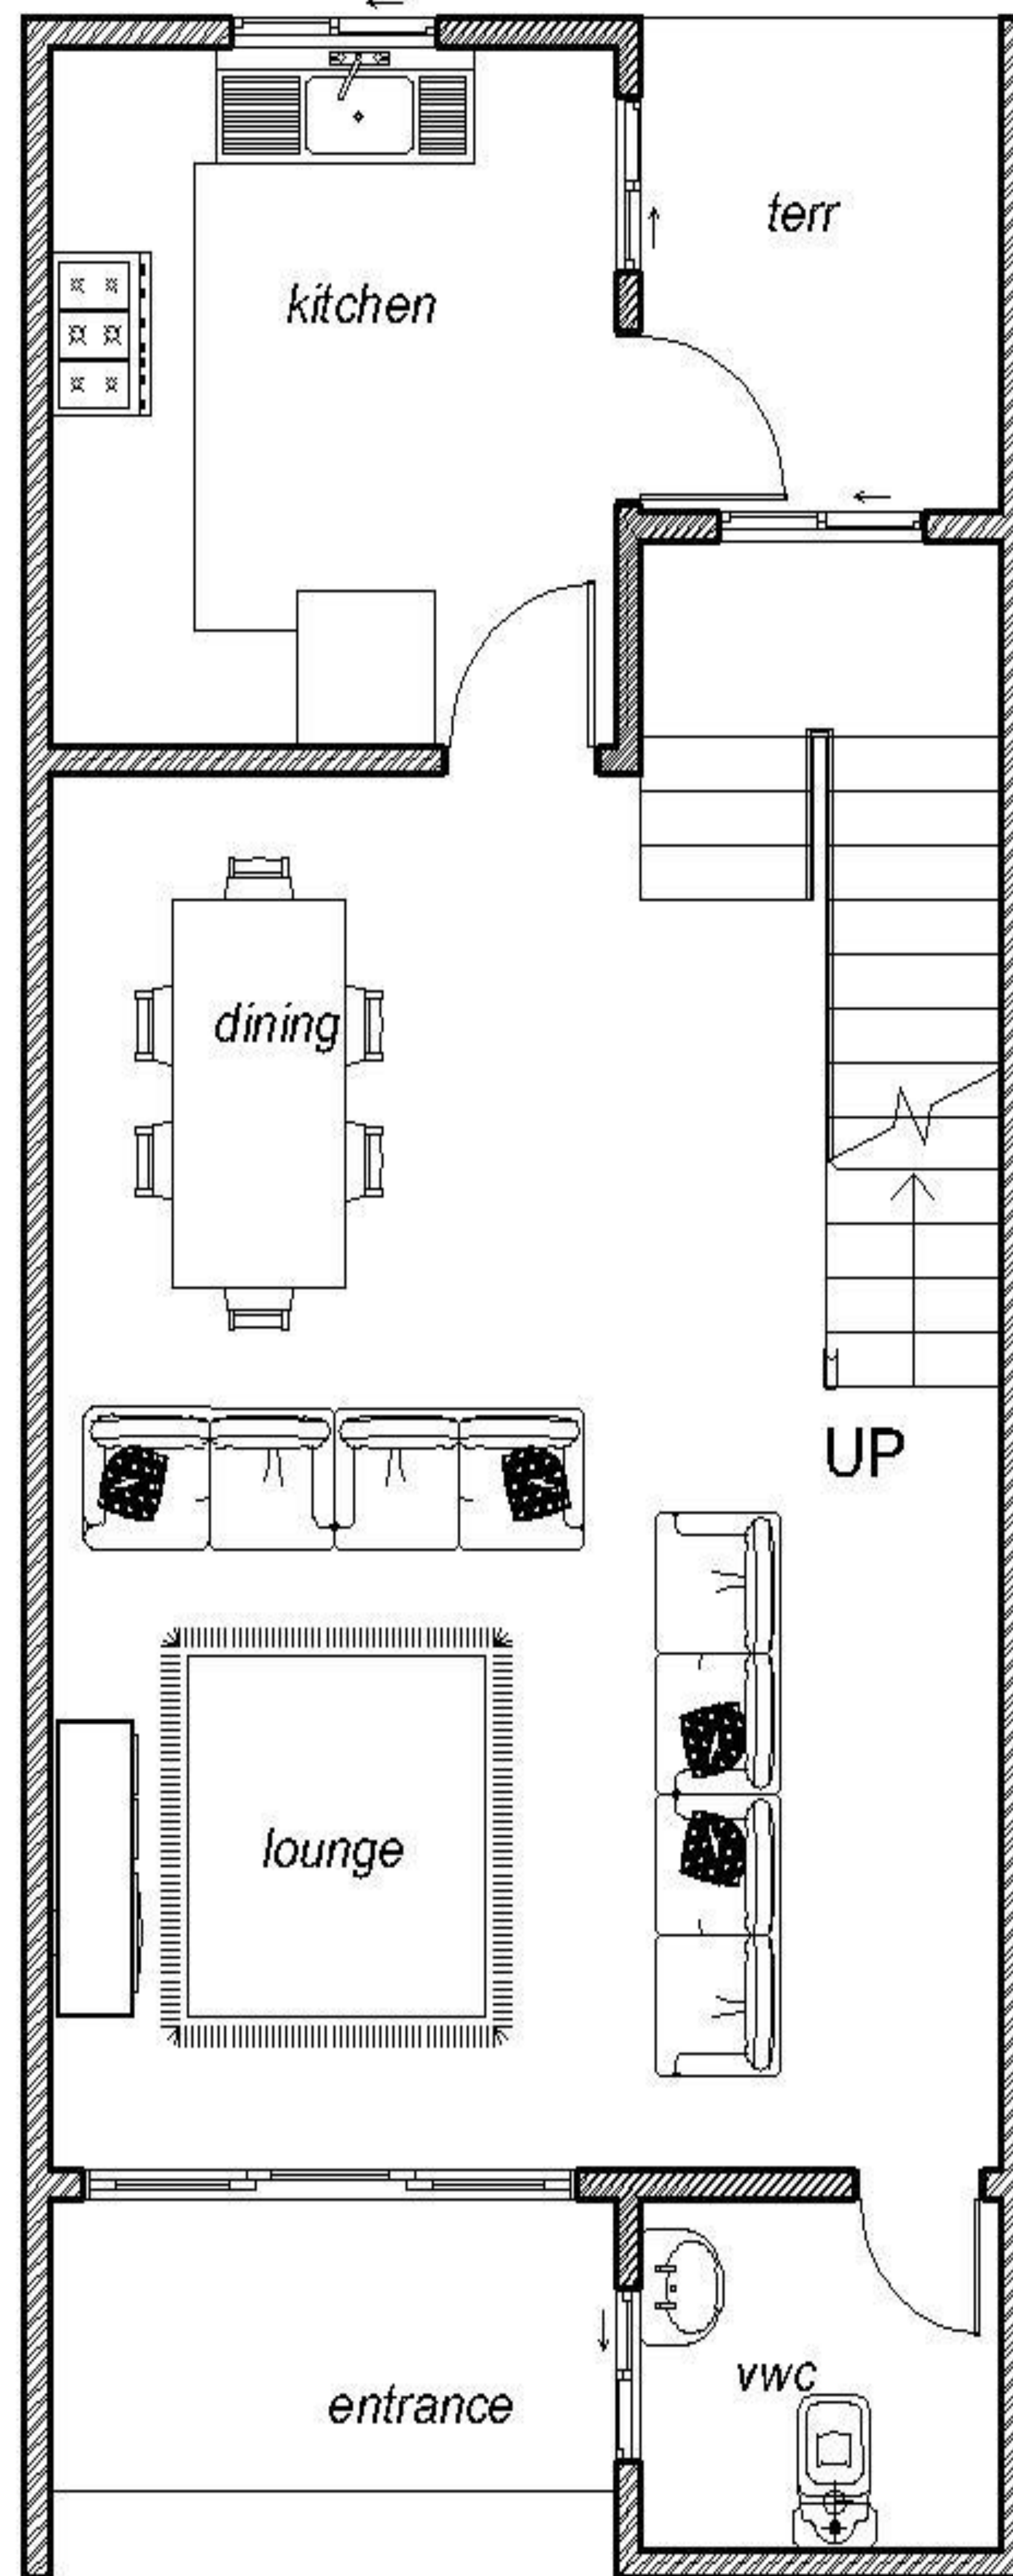 terr
kitchen
dining
UP
lounge
vwc
entrance